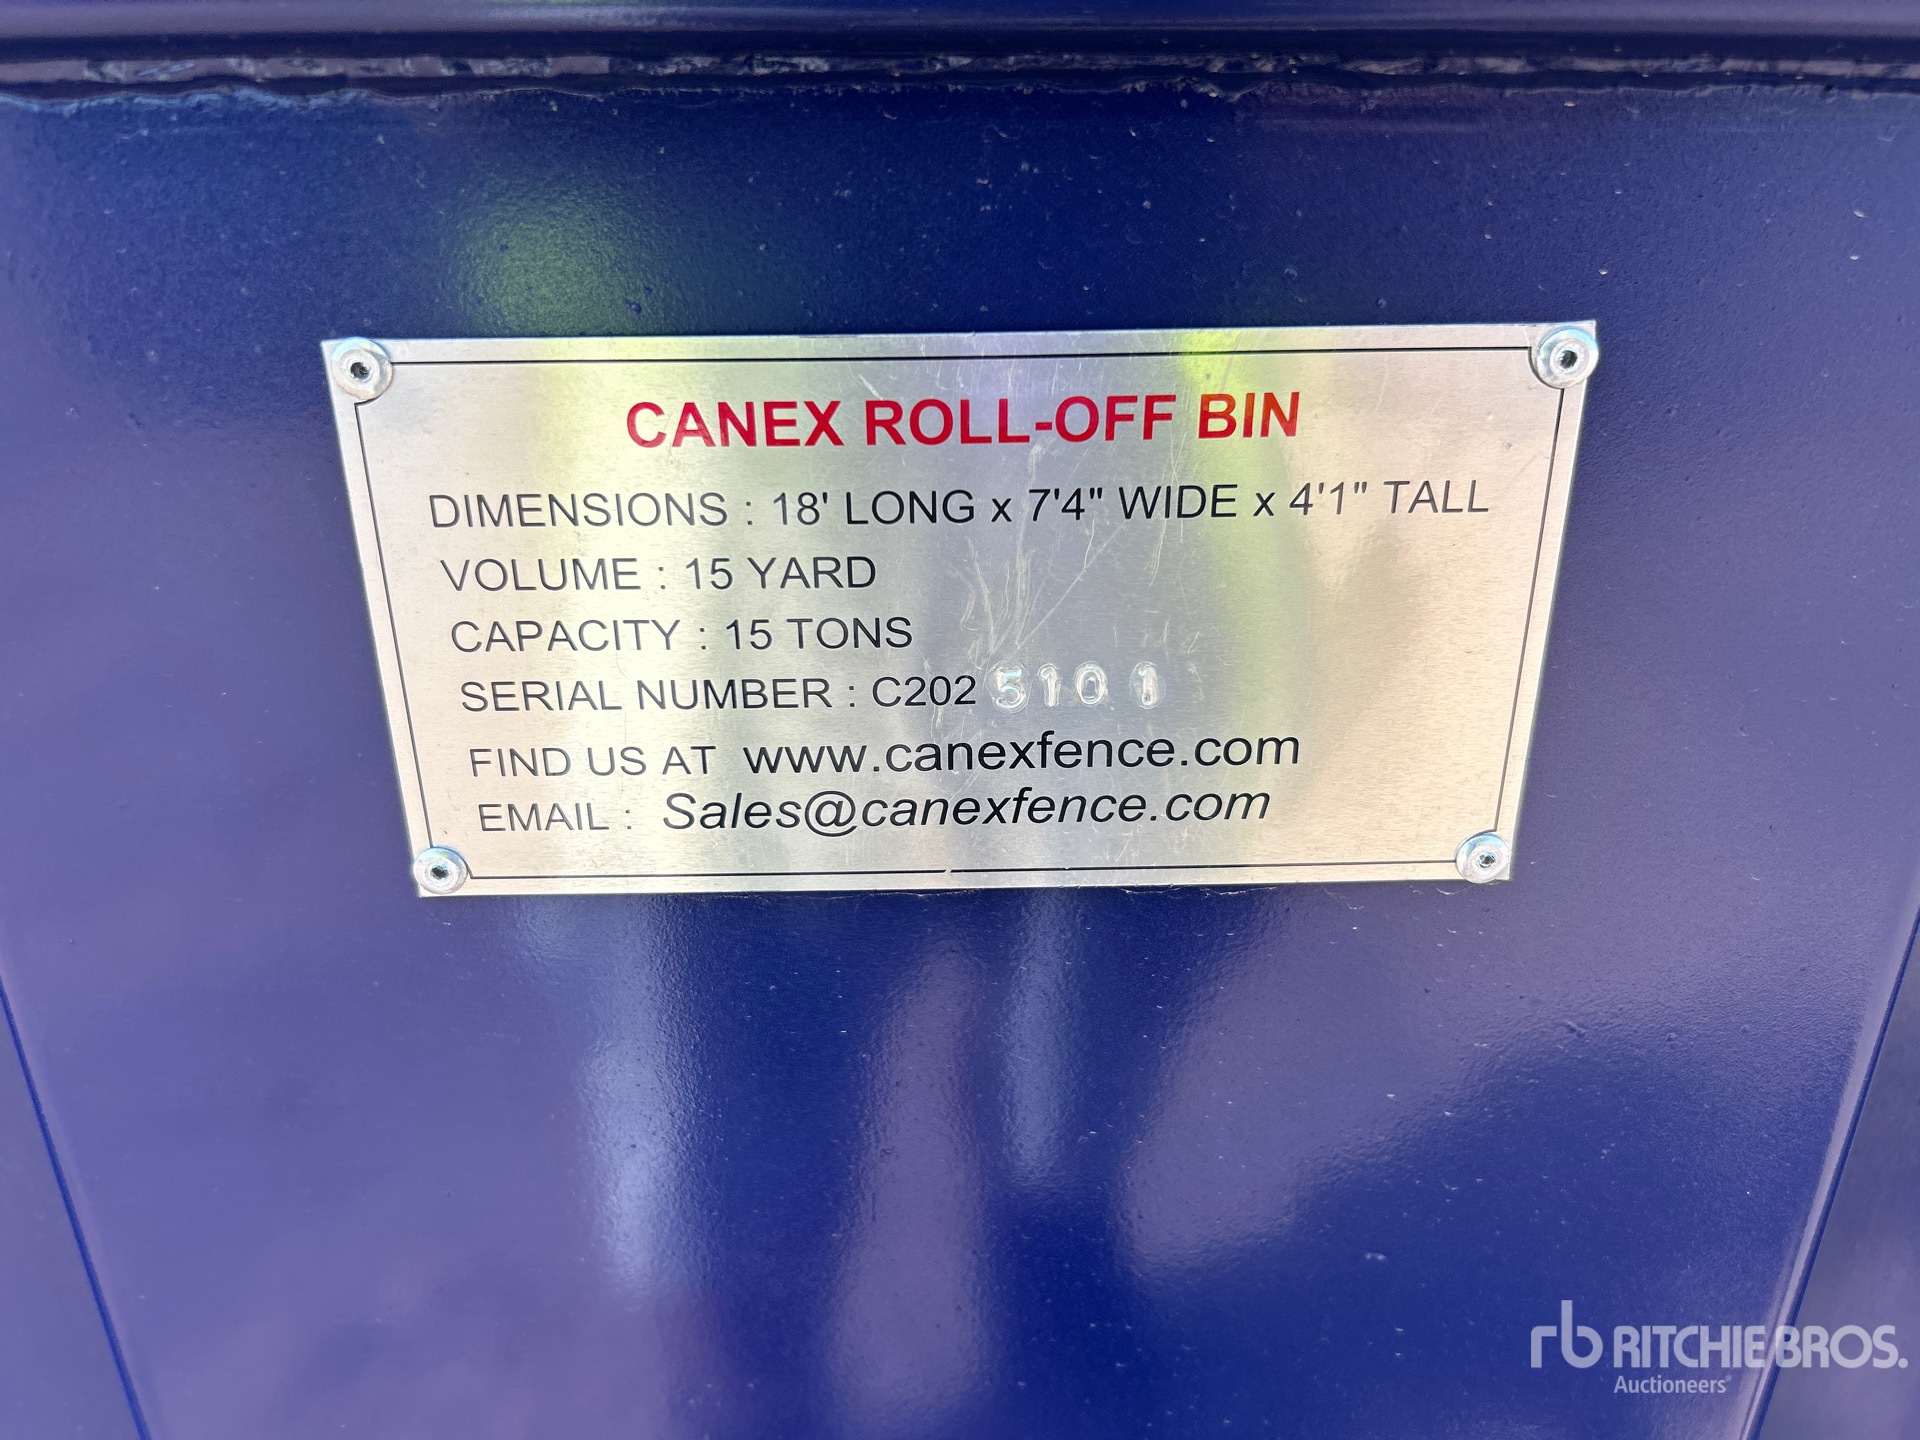 CANEX ROLL-OFF BIN
DIMENSIONS : 18' LONG x 7'4" WIDE x 4'1" TALL
VOLUME : 15 YARD
CAPACITY : 15 TONS
SERIAL NUMBER : C2025101
FIND US AT www.canexfence.com
EMAIL : Sales@canexfence.com
rb RITCHIE BROS.
Auctioneers